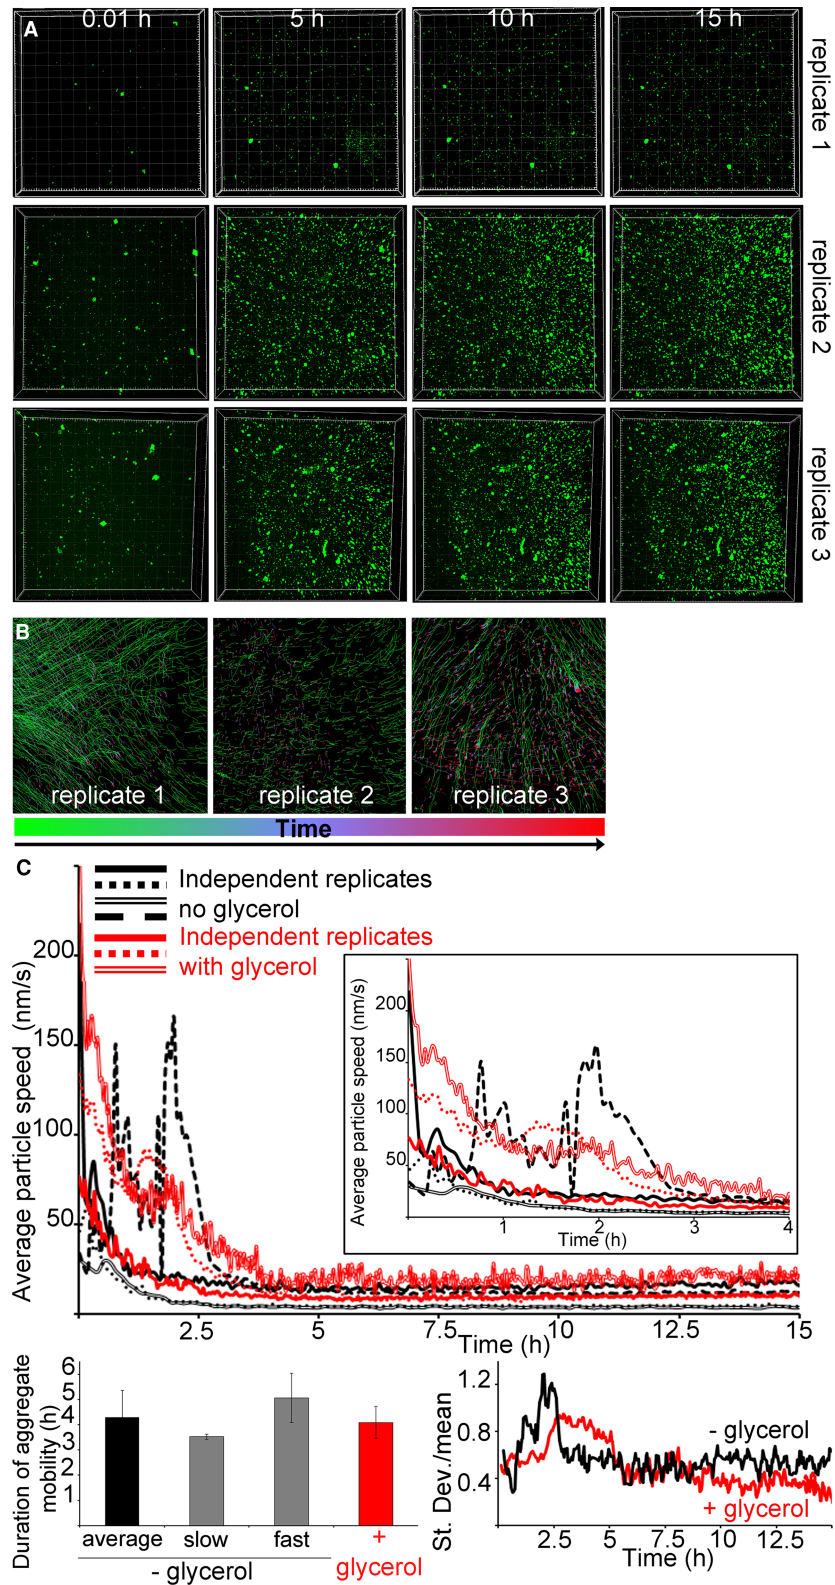 A
0.01 h
5 h
10 h
15 h
replicate 1
replicate 2
replicate 3
B
replicate 1
replicate 2
replicate 3
Time
C
Independent replicates
no glycerol
Independent replicates
with glycerol
Average particle speed (nm/s)
200
150
100
50
2.5
5
7.5
10
12.5
15
Time (h)
Average particle speed (nm/s)
200
150
100
50
1
2
3
4
Time (h)
Duration of aggregate
mobility (h)
6
5
4
3
2
1
average
slow
fast
+
- glycerol
glycerol
St. Dev./mean
1.2
0.8
0.4
- glycerol
+ glycerol
2.5
5
7.5
10
12.5
Time (h)